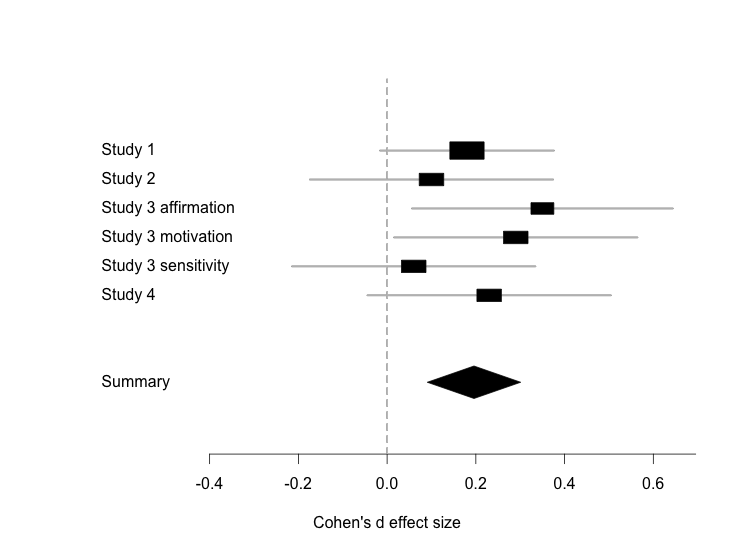 Study 1
Study 2
Study 3 affirmation
Study 3 motivation
Study 3 sensitivity
Study 4
Summary
-0.4 -0.2 0.0 0.2 0.4 0.6
Cohen's d effect size